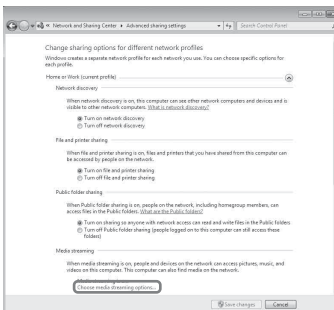 « Network and Sharing Center ▸ Advanced sharing settings
Search Control Panel
Change sharing options for different network profiles
Windows creates a separate network profile for each network you use. You can choose specific options for
each profile.
Home or Work (current profile)
Network discovery
When network discovery is on, this computer can see other network computers and devices and is
visible to other network computers. What is network discovery?
Turn on network discovery
Turn off network discovery
File and printer sharing
When file and printer sharing is on, files and printers that you have shared from this computer can
be accessed by people on the network.
Turn on file and printer sharing
Turn off file and printer sharing
Public folder sharing
When Public folder sharing is on, people on the network, including homegroup members, can
access files in the Public folders. What are the Public folders?
Turn on sharing so anyone with network access can read and write files in the Public folders
Turn off Public folder sharing (people logged on to this computer can still access these
folders)
Media streaming
When media streaming is on, people and devices on the network can access pictures, music, and
videos on this computer. This computer can also find media on the network.
Choose media streaming options...
Save changes
Cancel